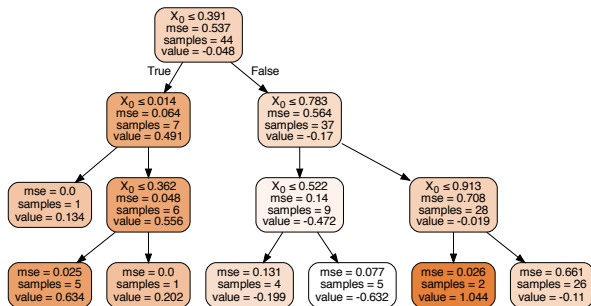 X₀ ≤ 0.391
mse = 0.537
samples = 44
value = -0.048
True
False
X₀ ≤ 0.014
mse = 0.064
samples = 7
value = 0.491
X₀ ≤ 0.783
mse = 0.564
samples = 37
value = -0.17
mse = 0.0
samples = 1
value = 0.134
X₀ ≤ 0.362
mse = 0.048
samples = 6
value = 0.556
X₀ ≤ 0.522
mse = 0.14
samples = 9
value = -0.472
X₀ ≤ 0.913
mse = 0.708
samples = 28
value = -0.019
mse = 0.025
samples = 5
value = 0.634
mse = 0.0
samples = 1
value = 0.202
mse = 0.131
samples = 4
value = -0.199
mse = 0.077
samples = 5
value = -0.632
mse = 0.026
samples = 2
value = 1.044
mse = 0.661
samples = 26
value = -0.11